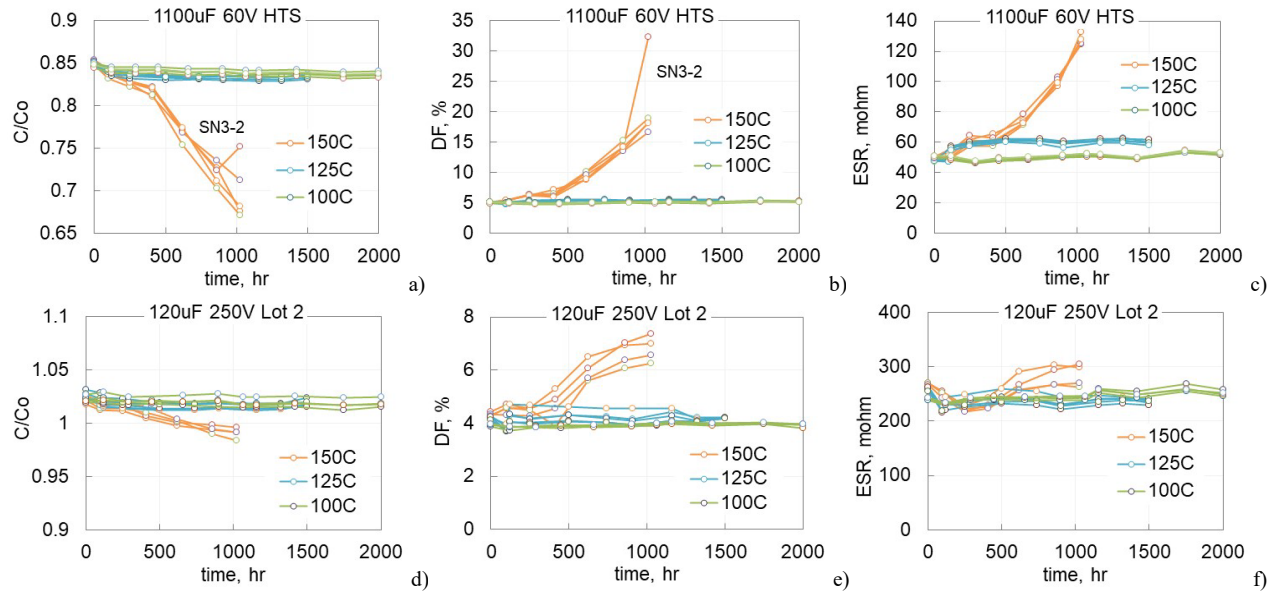 1100uF 60V HTS
0.9
0.85
0.8
0.75
0.7
0.65
C/Co
SN3-2
150C
125C
100C
0 500 1000 1500 2000
time, hr
a)
1100uF 60V HTS
35
30
25
20
15
10
5
0
DF, %
SN3-2
150C
125C
100C
0 500 1000 1500 2000
time, hr
b)
1100uF 60V HTS
140
120
100
80
60
40
20
0
ESR, mohm
150C
125C
100C
0 500 1000 1500 2000
time, hr
c)
120uF 250V Lot 2
1.1
1.05
1
0.95
0.9
C/Co
150C
125C
100C
0 500 1000 1500 2000
time, hr
d)
120uF 250V Lot 2
8
6
4
2
0
DF, %
150C
125C
100C
0 500 1000 1500 2000
time, hr
e)
120uF 250V Lot 2
400
300
200
100
0
ESR, mohm
150C
125C
100C
0 500 1000 1500 2000
time, hr
f)